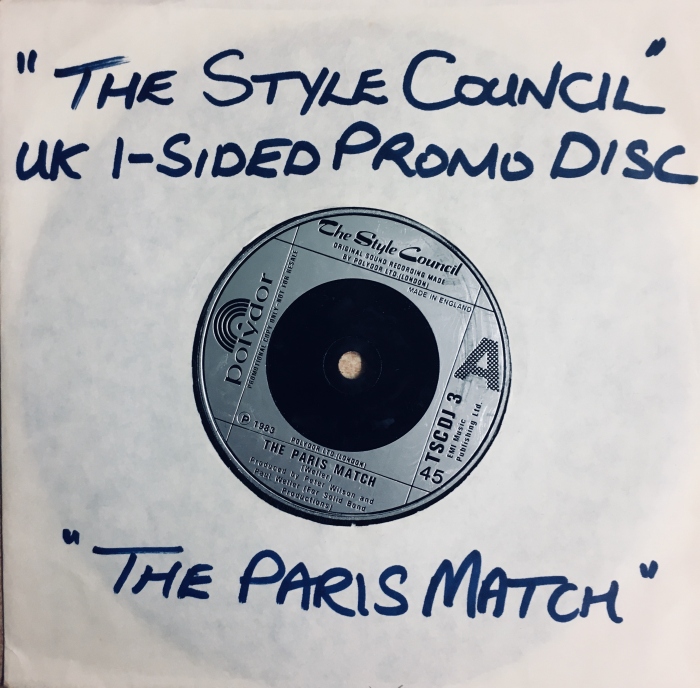 "THE STYLE COUNCIL"
UK 1-SIDED PROMO DISC
The Style Council
ORIGINAL SOUND RECORDING MADE
BY POLYDOR LTD. (LONDON)
MADE IN ENGLAND
polydor
PROMOTIONAL COPY ONLY NOT FOR RESALE
A
TSCDJ 3
EMI Music
Publishing Ltd.
45
℗ 1983
POLYDOR LTD. (LONDON)
THE PARIS MATCH
(Weller)
Produced by Peter Wilson and
Paul Weller (For Solid Bond
Productions)
"THE PARIS MATCH"